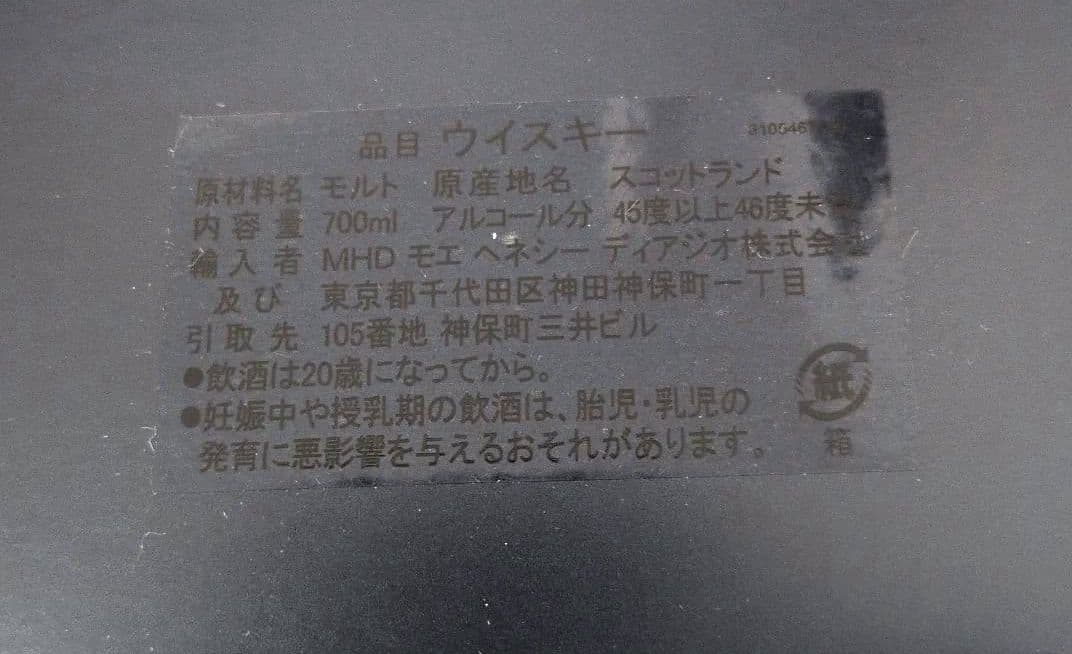 品目 ウイスキー
原材料名 モルト 原産地名 スコットランド
内容量 700ml アルコール分 45度以上46度未
輸入者 MHD モエ ヘネシー ディアジオ株式会社
及び 東京都千代田区神田神保町一丁目
引取先 105番地 神保町三井ビル
●飲酒は20歳になってから。
●妊娠中や授乳期の飲酒は、胎児・乳児の
発育に悪影響を与えるおそれがあります。
紙
箱